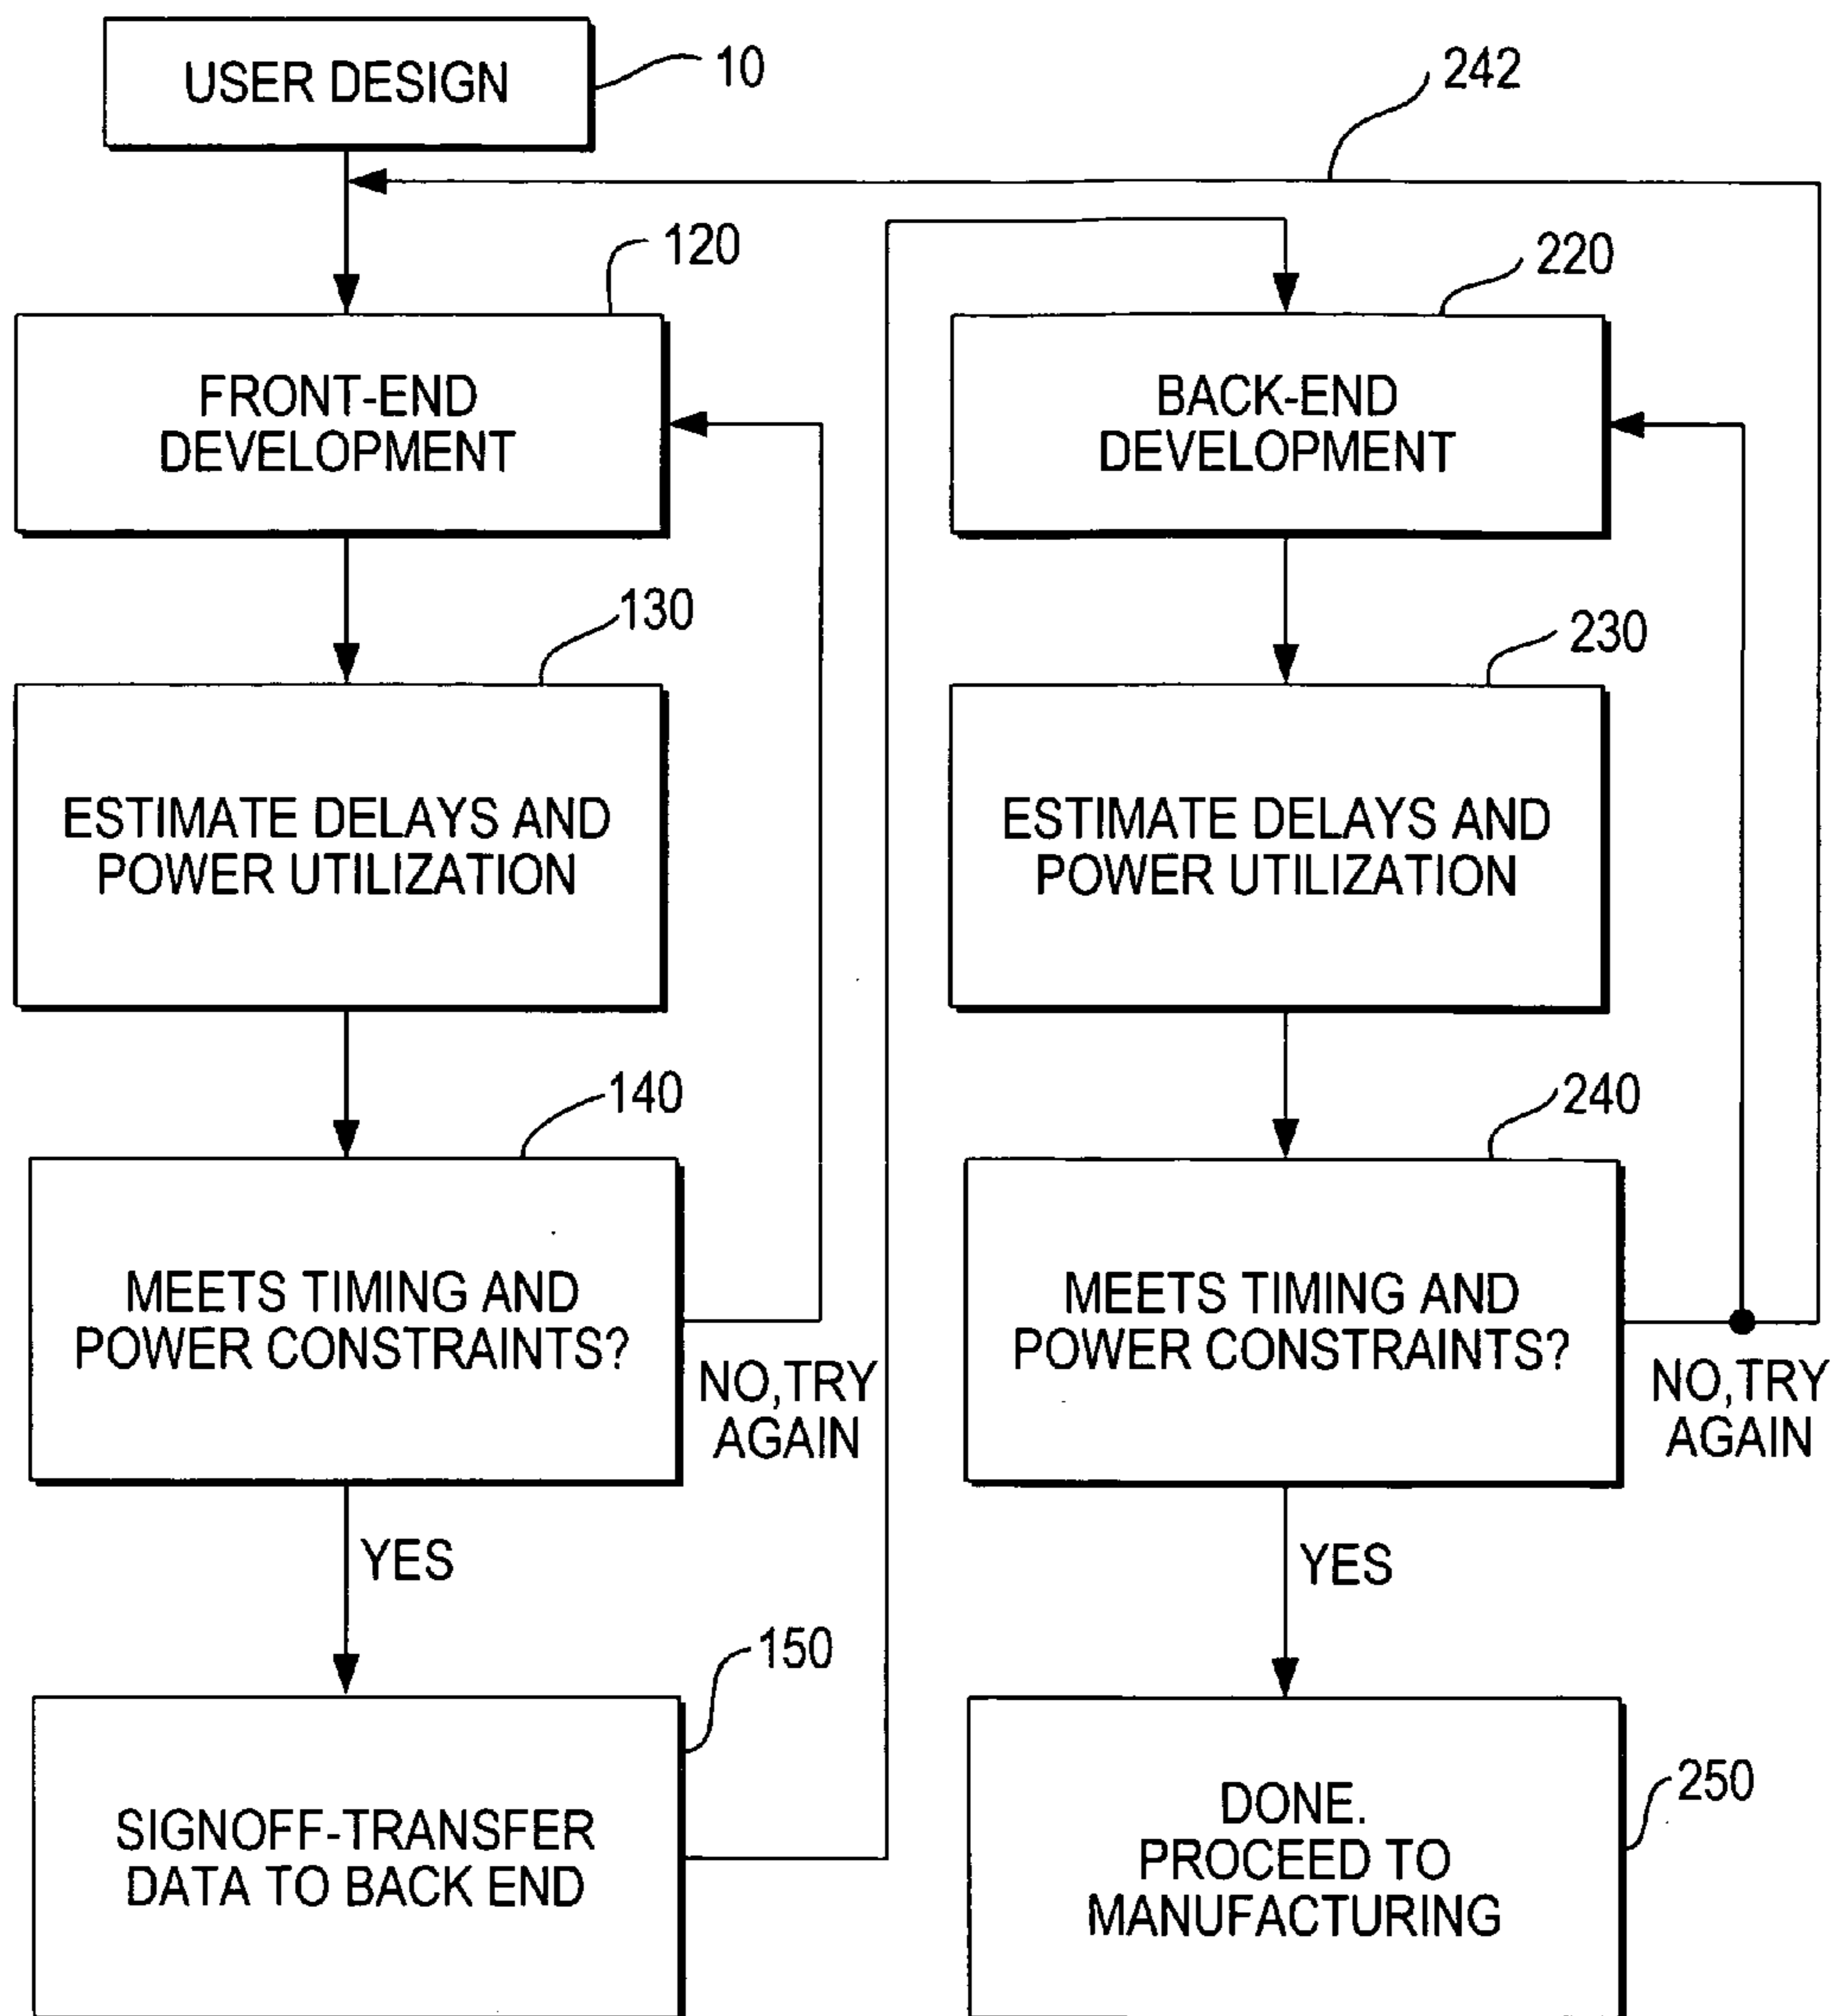 USER DESIGN
10
242
120
FRONT-END
DEVELOPMENT
130
ESTIMATE DELAYS AND
POWER UTILIZATION
140
MEETS TIMING AND
POWER CONSTRAINTS?
NO,TRY
AGAIN
YES
150
SIGNOFF-TRANSFER
DATA TO BACK END
220
BACK-END
DEVELOPMENT
230
ESTIMATE DELAYS AND
POWER UTILIZATION
240
MEETS TIMING AND
POWER CONSTRAINTS?
NO,TRY
AGAIN
YES
250
DONE.
PROCEED TO
MANUFACTURING